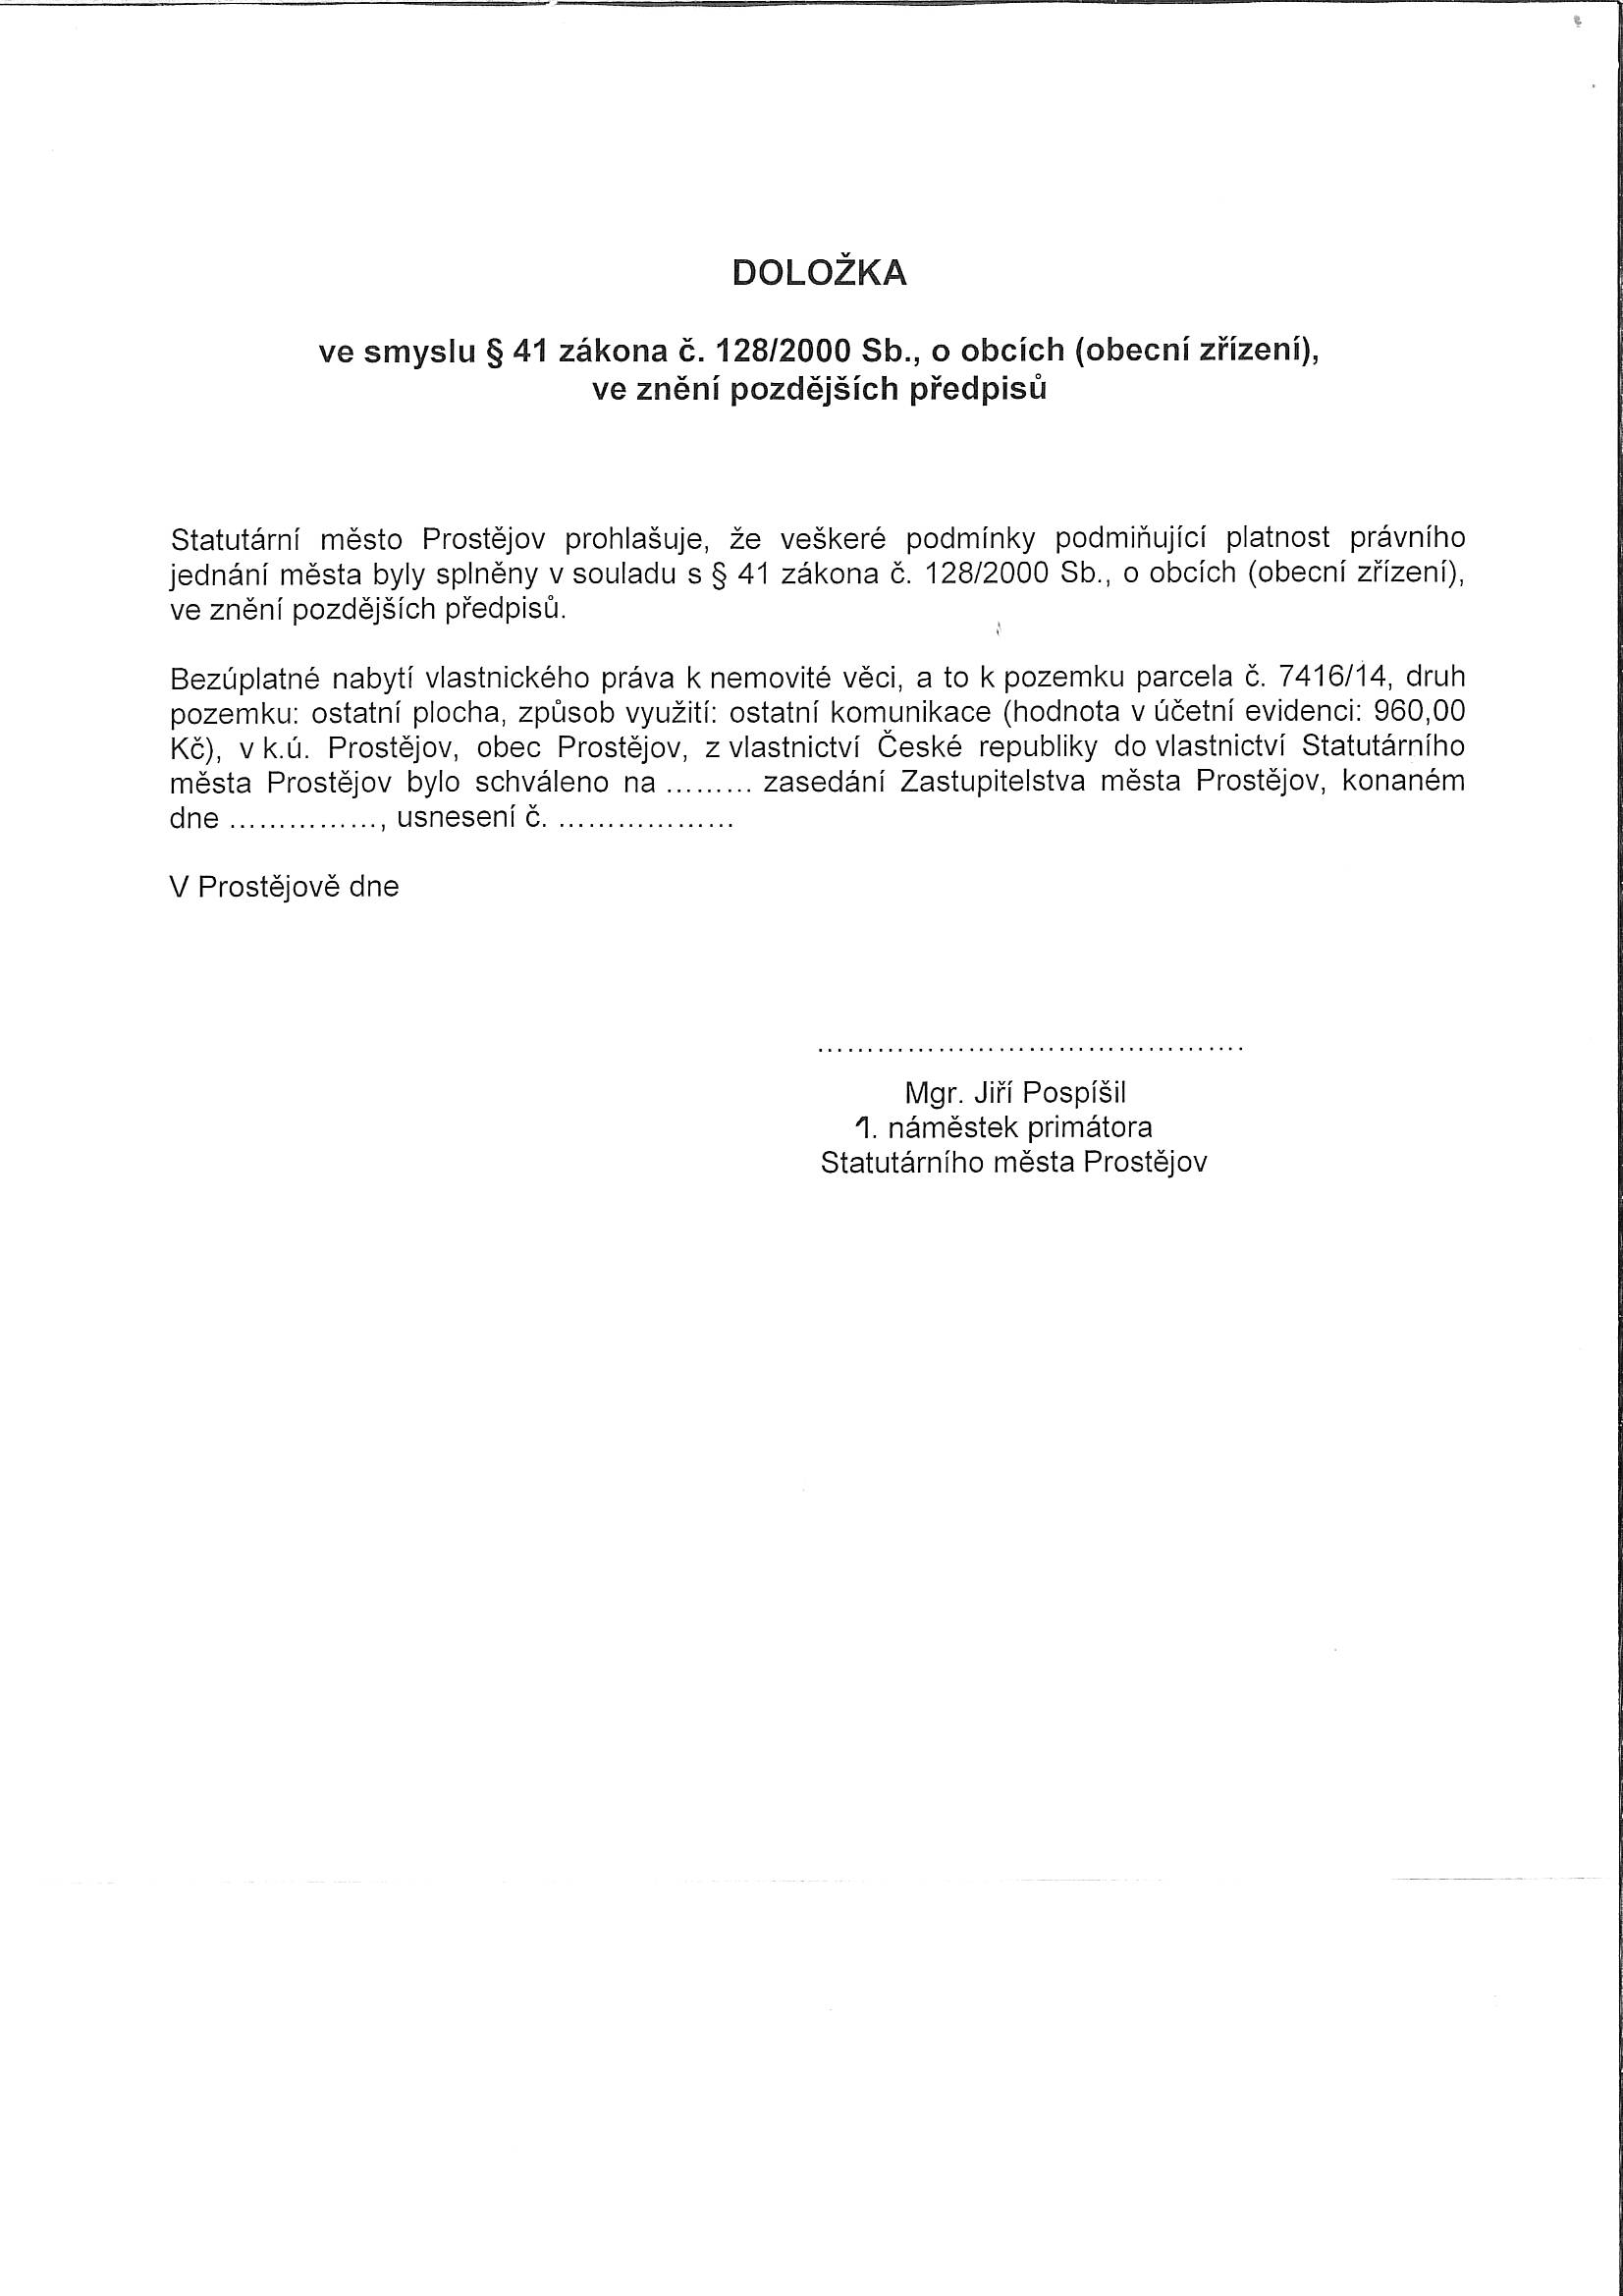 DOLOŽKA
ve smyslu § 41 zákona č. 128/2000 Sb., o obcích (obecní zřízení),
ve znění pozdějších předpisů
Statutární město Prostějov prohlašuje, že veškeré podmínky podmiňující platnost právního
jednání města byly splněny v souladu s § 41 zákona č. 128/2000 Sb., o obcích (obecní zřízení),
ve znění pozdějších předpisů.
Bezúplatné nabytí vlastnického práva k nemovité věci, a to k pozemku parcela č. 7416/14, druh
pozemku: ostatní plocha, způsob využití: ostatní komunikace (hodnota v účetní evidenci: 960,00
Kč), v k.ú. Prostějov, obec Prostějov, z vlastnictví České republiky do vlastnictví Statutárního
města Prostějov bylo schváleno na ......... zasedání Zastupitelstva města Prostějov, konaném
dne ..............., usnesení č. ..................
V Prostějově dne
..........................................
Mgr. Jiří Pospíšil
1. náměstek primátora
Statutárního města Prostějov